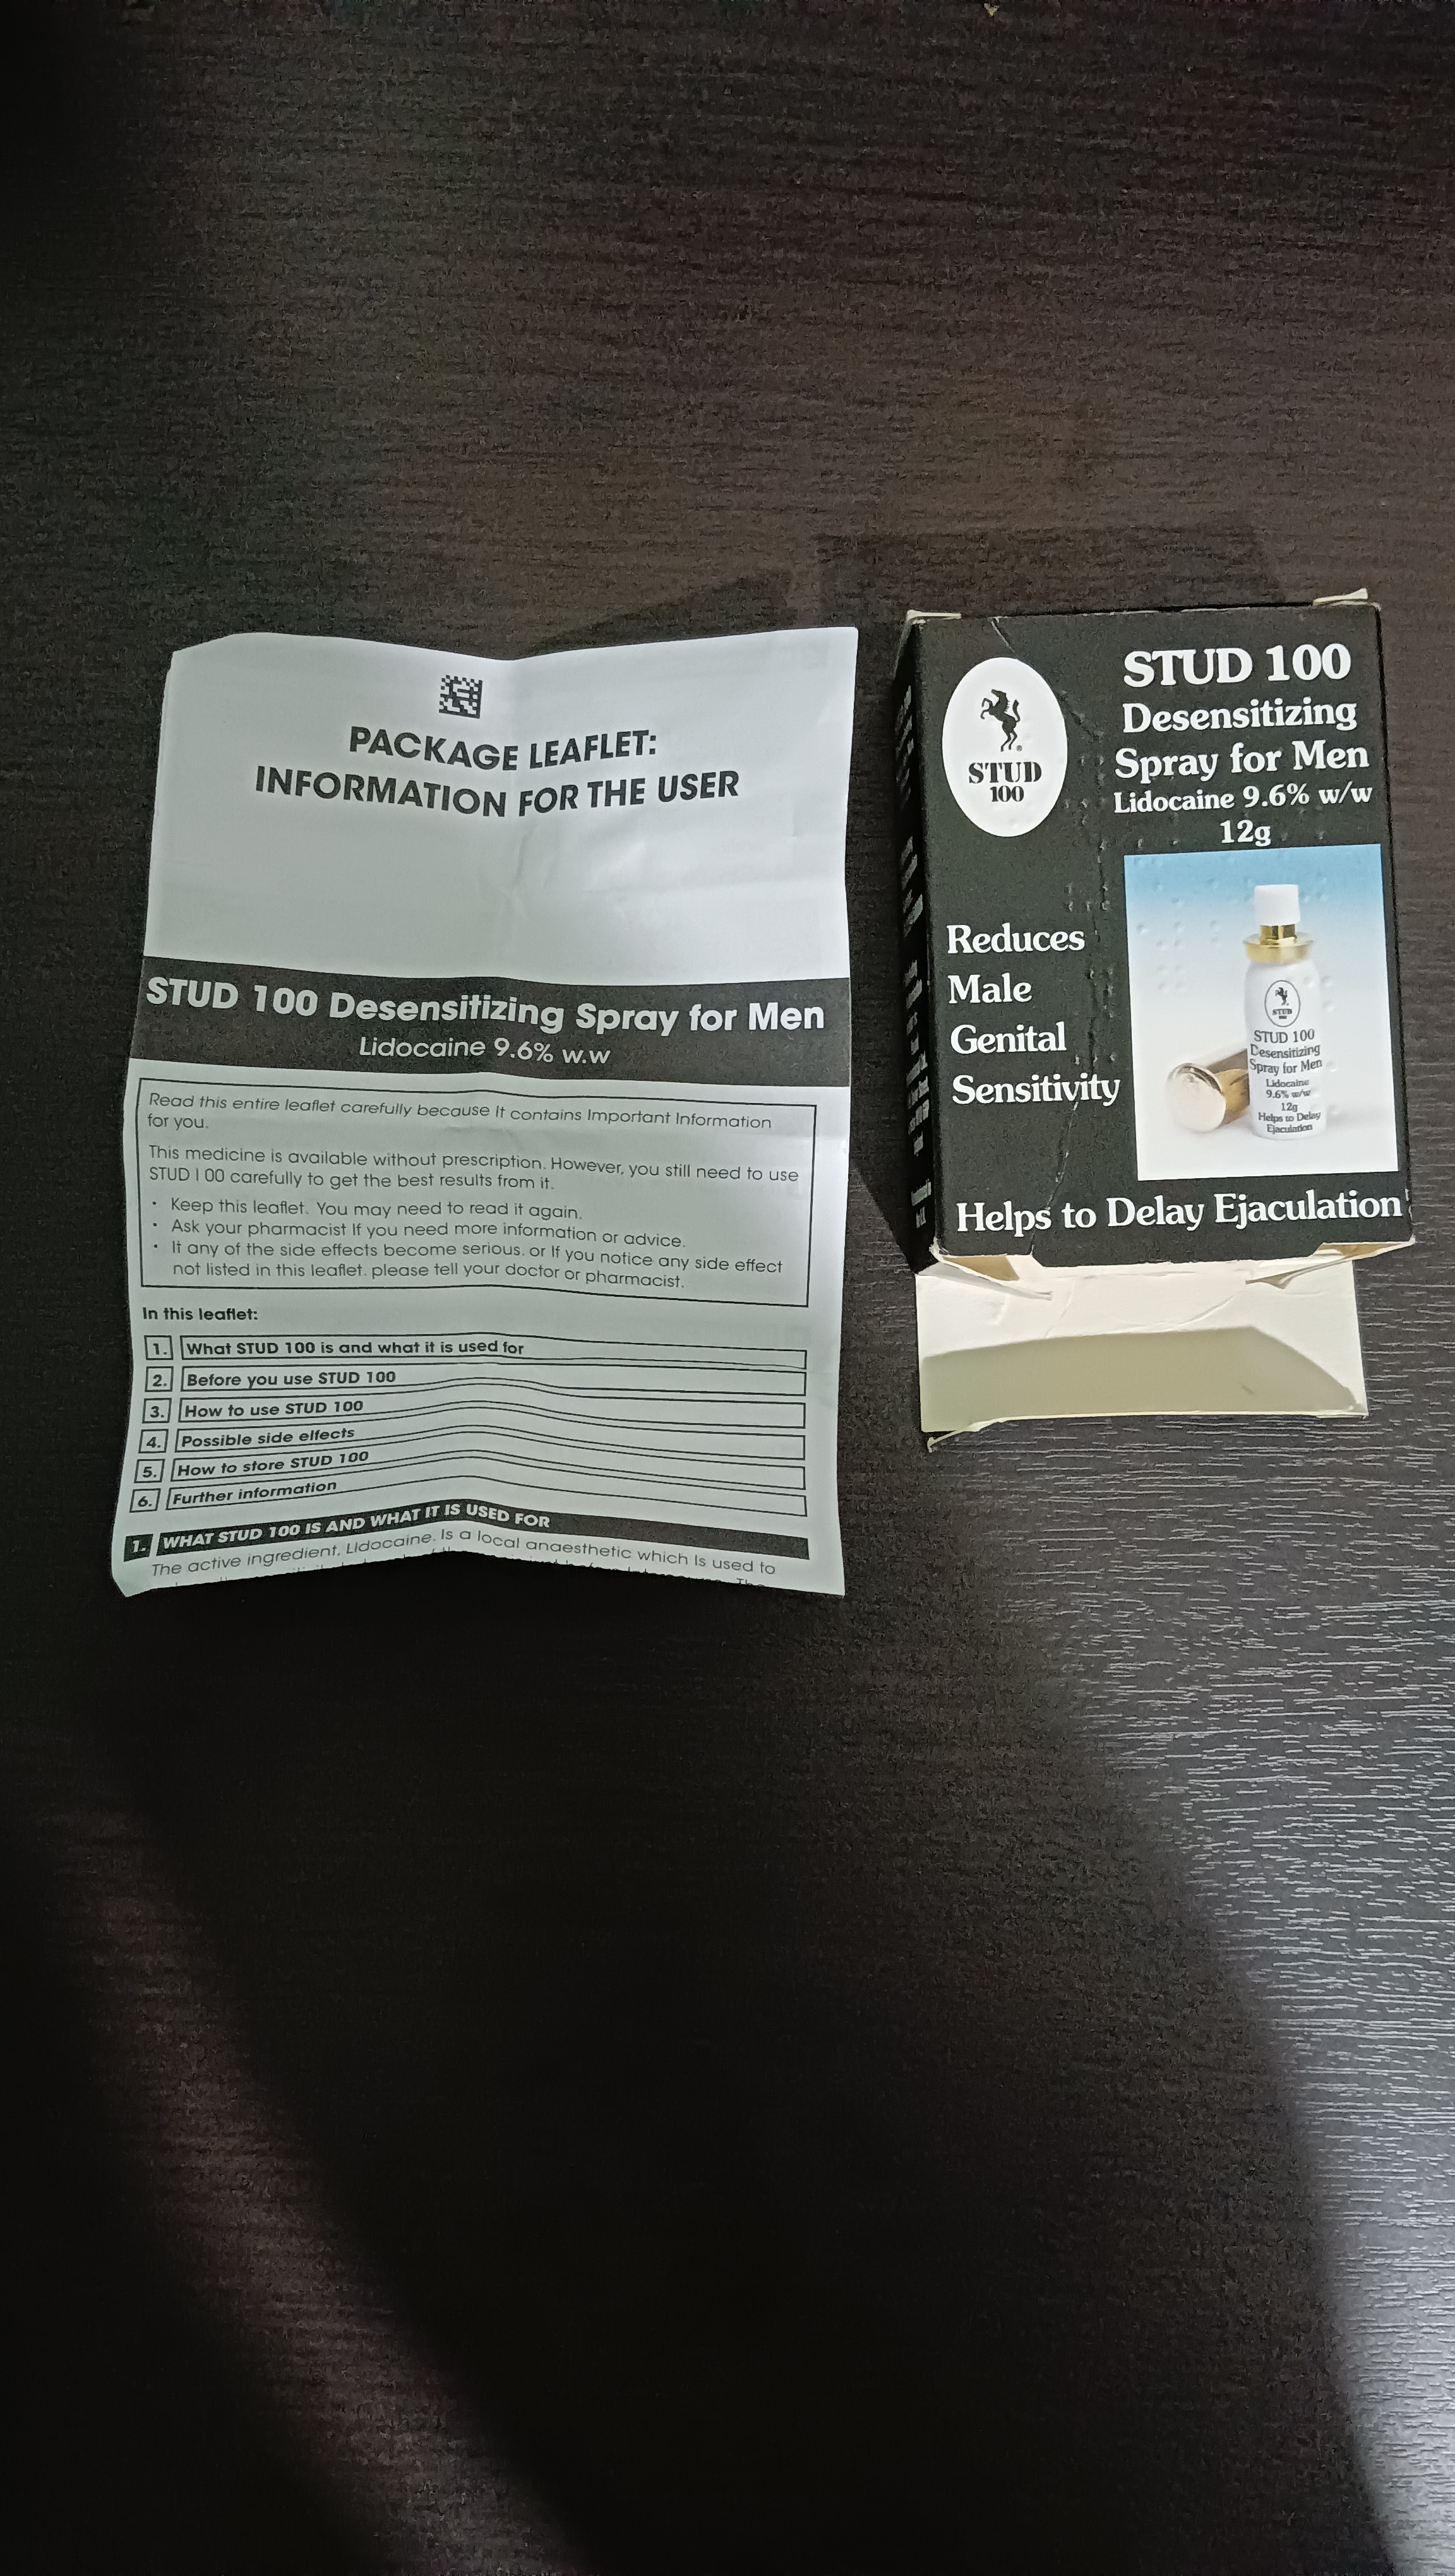 PACKAGE LEAFLET:
INFORMATION FOR THE USER
STUD 100 Desensitizing Spray for Men
Lidocaine 9.6% w.w
Read this entire leaflet carefully because It contains Important Information
for you.
This medicine is available without prescription. However, you still need to use
STUD I 00 carefully to get the best results from it.
• Keep this leaflet. You may need to read it again.
• Ask your pharmacist If you need more information or advice.
• It any of the side effects become serious. or If you notice any side effect
not listed in this leaflet. please tell your doctor or pharmacist.
In this leaflet:
1. What STUD 100 is and what it is used for
2. Before you use STUD 100
3. How to use STUD 100
4. Possible side elfects
5. How to store STUD 100
6. Further information
1. WHAT STUD 100 IS AND WHAT IT IS USED FOR
The active ingredient, LIdocaine. Is a local anaesthetic which Is used to
STUD
100
STUD 100
Desensitizing
Spray for Men
Lidocaine 9.6% w/w
12g
Reduces
Male
Genital
Sensitivity
STUD
STUD 100
Desensitizing
Spray for Men
Lidocaine
9.6% w/w
12g
Helps to Delay
Ejaculation
Helps to Delay Ejaculation